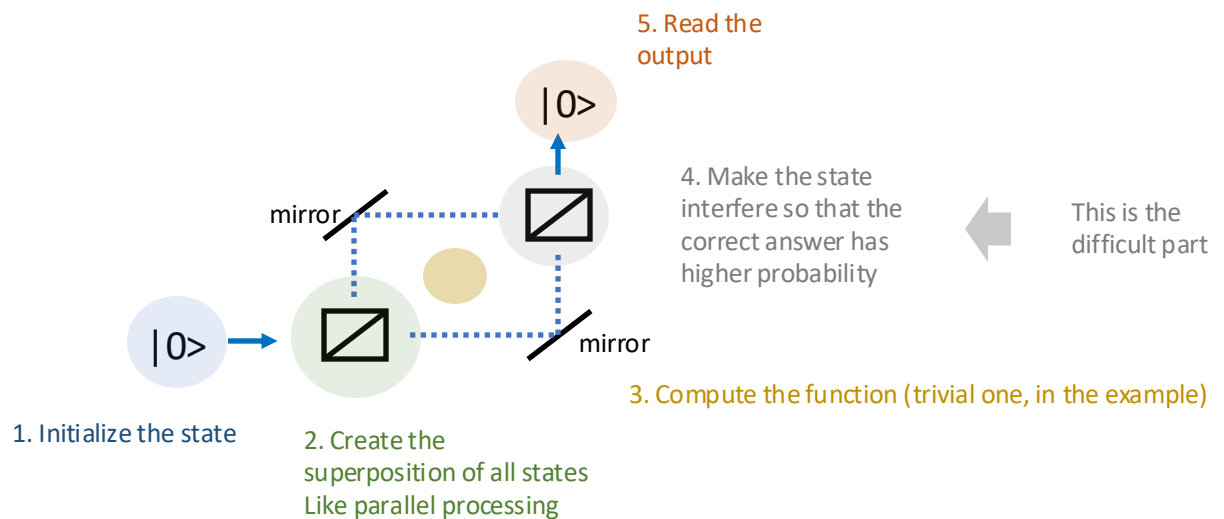 5. Read the
output
|0>
mirror
4. Make the state
interfere so that the
correct answer has
higher probability
This is the
difficult part
|0>
mirror
3. Compute the function (trivial one, in the example)
1. Initialize the state
2. Create the
superposition of all states
Like parallel processing